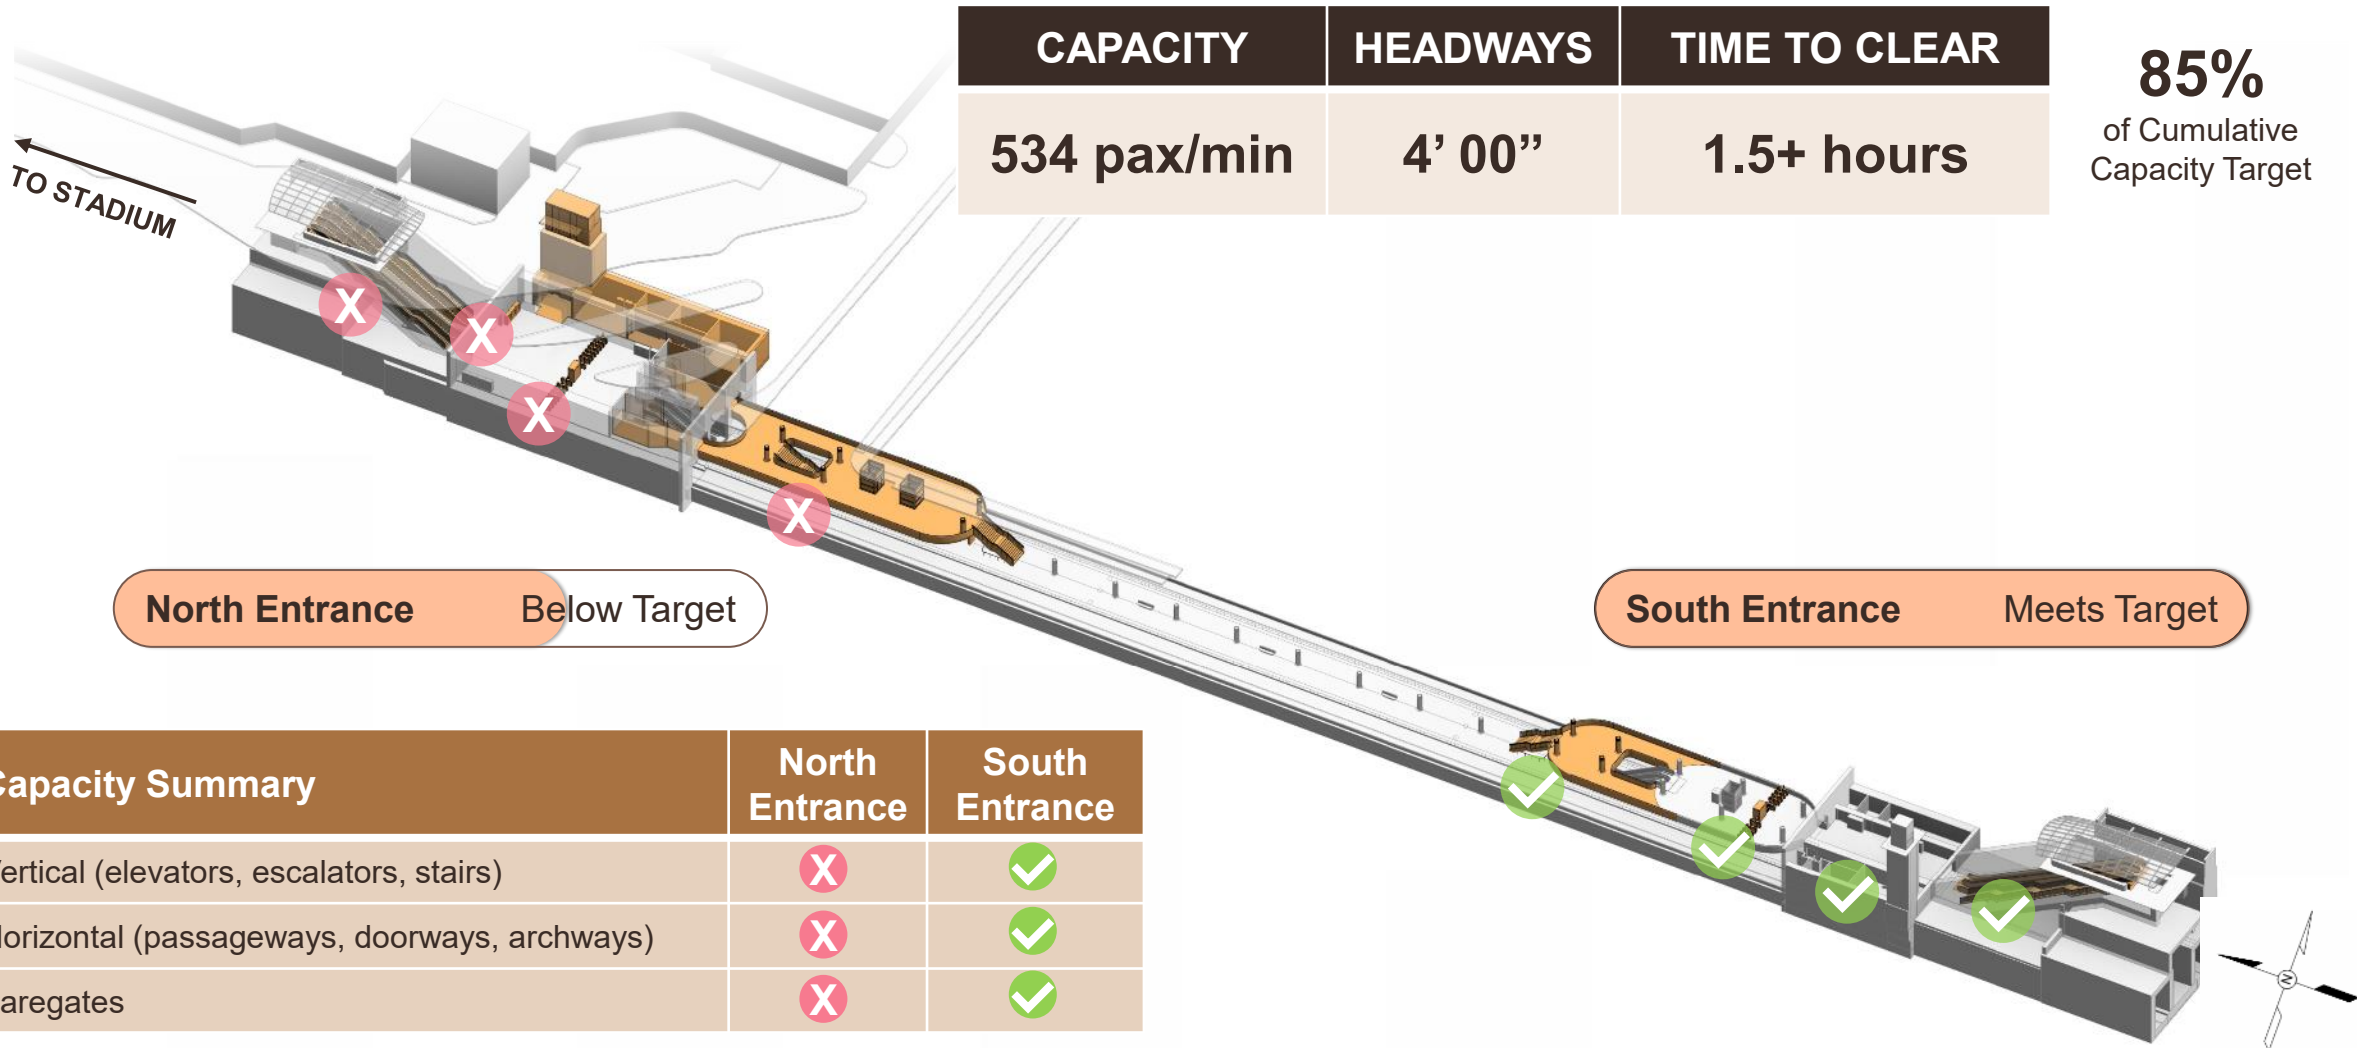 CAPACITY HEADWAYS TIME TO CLEAR
534 pax/min 4’ 00” 1.5+ hours
85%
of Cumulative
Capacity Target
TO STADIUM
X
X
X
X
North Entrance Below Target
South Entrance Meets Target
Capacity Summary North Entrance South Entrance
ertical (elevators, escalators, stairs) X
orizontal (passageways, doorways, archways) X
aregates X
N